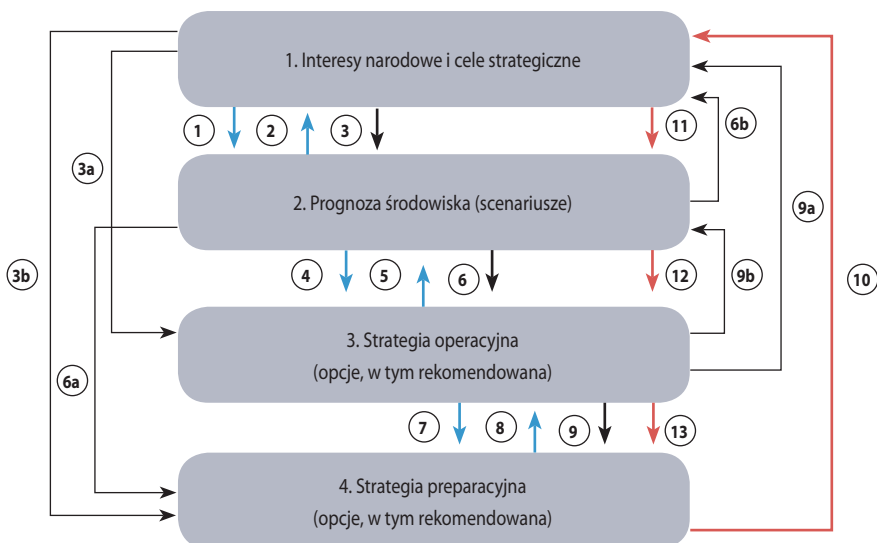 1. Interesy narodowe i cele strategiczne
1
2
3
11
6b
3a
2. Prognoza środowiska (scenariusze)
9a
3b
4
5
6
12
9b
10
3. Strategia operacyjna
(opcje, w tym rekomendowana)
6a
7
8
9
13
4. Strategia preparacyjna
(opcje, w tym rekomendowana)